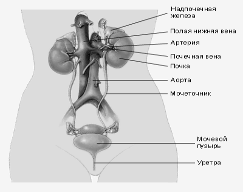 Надпочечная
железа
Полая нижняя вена
Артерия
Почечная вена
Почка
Аорта
Мочеточник
Мочевой
пузырь
Уретра